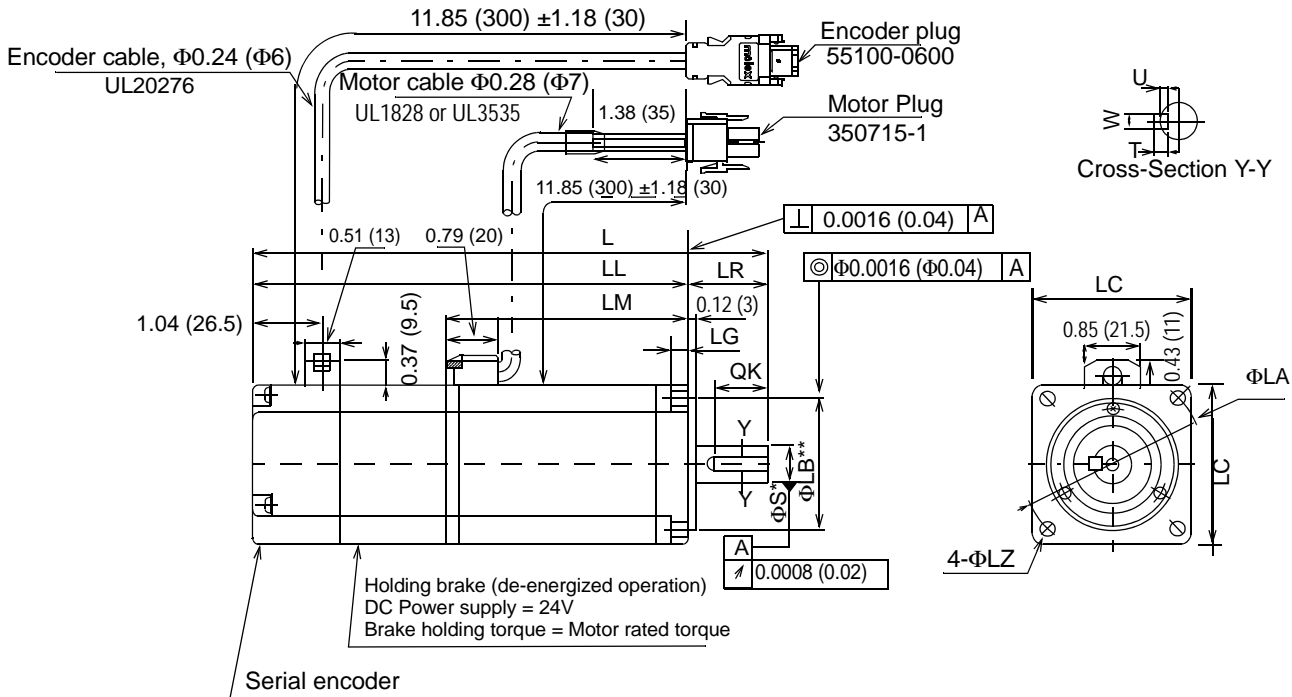 11.85 (300) ±1.18 (30)
Encoder cable, Φ0.24 (Φ6)
UL20276
Encoder plug
55100-0600
molex
Motor cable Φ0.28 (Φ7)
UL1828 or UL3535
1.38 (35)
Motor Plug
350715-1
U
W
T
Cross-Section Y-Y
11.85 (300) ±1.18 (30)
⊥ 0.0016 (0.04) A
0.51 (13)
0.79 (20)
L
◎ Φ0.0016 (Φ0.04) A
LL
LR
LC
1.04 (26.5)
LM
0.12 (3)
0.37 (9.5)
LG
0.85 (21.5)
0.43 (11)
QK
ΦLA
Y
Y
ΦS*
ΦLB**
LC
A
↗ 0.0008 (0.02)
4-ΦLZ
Holding brake (de-energized operation)
DC Power supply = 24V
Brake holding torque = Motor rated torque
Serial encoder